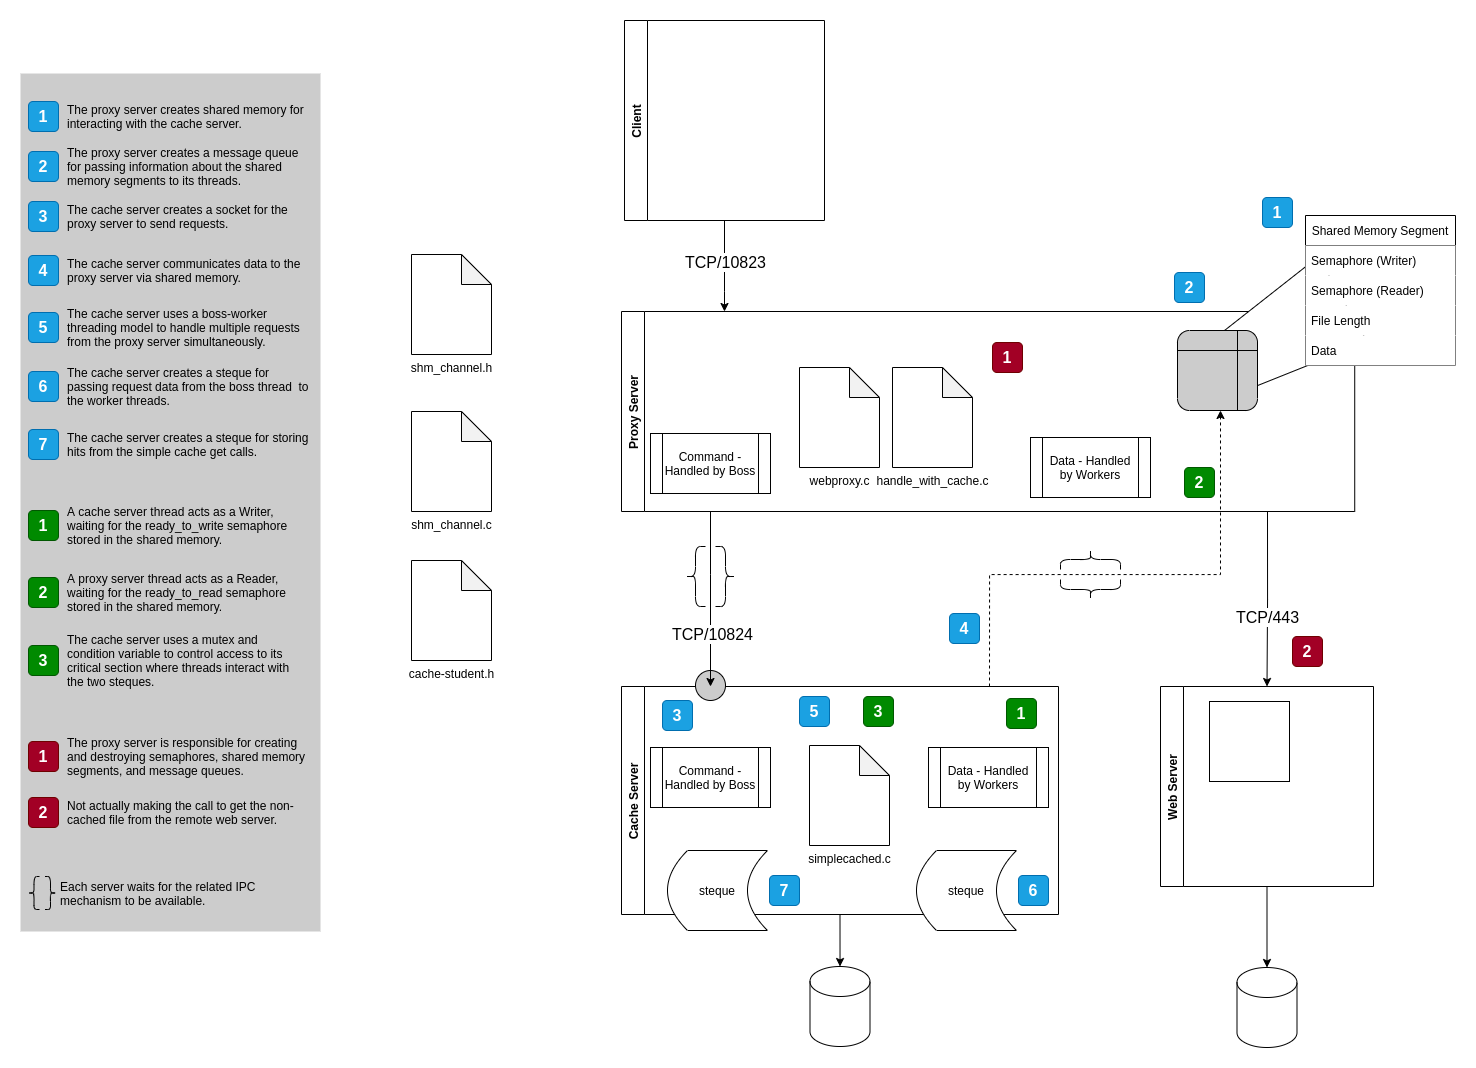 1
The proxy server creates shared memory for
interacting with the cache server.
2
The proxy server creates a message queue
for passing information about the shared
memory segments to its threads.
3
The cache server creates a socket for the
proxy server to send requests.
4
The cache server communicates data to the
proxy server via shared memory.
5
The cache server uses a boss-worker
threading model to handle multiple requests
from the proxy server simultaneously.
6
The cache server creates a steque for
passing request data from the boss thread to
the worker threads.
7
The cache server creates a steque for storing
hits from the simple cache get calls.
1
A cache server thread acts as a Writer,
waiting for the ready_to_write semaphore
stored in the shared memory.
2
A proxy server thread acts as a Reader,
waiting for the ready_to_read semaphore
stored in the shared memory.
3
The cache server uses a mutex and
condition variable to control access to its
critical section where threads interact with
the two steques.
1
The proxy server is responsible for creating
and destroying semaphores, shared memory
segments, and message queues.
2
Not actually making the call to get the non-
cached file from the remote web server.
Each server waits for the related IPC
mechanism to be available.
shm_channel.h
shm_channel.c
cache-student.h
Client
TCP/10823
1
2
Shared Memory Segment
Semaphore (Writer)
Semaphore (Reader)
File Length
Data
Proxy Server
1
Command -
Handled by Boss
webproxy.c
handle_with_cache.c
Data - Handled
by Workers
2
TCP/10824
4
TCP/443
2
Cache Server
3
5
3
1
Command -
Handled by Boss
simplecached.c
Data - Handled
by Workers
steque
7
steque
6
Web Server